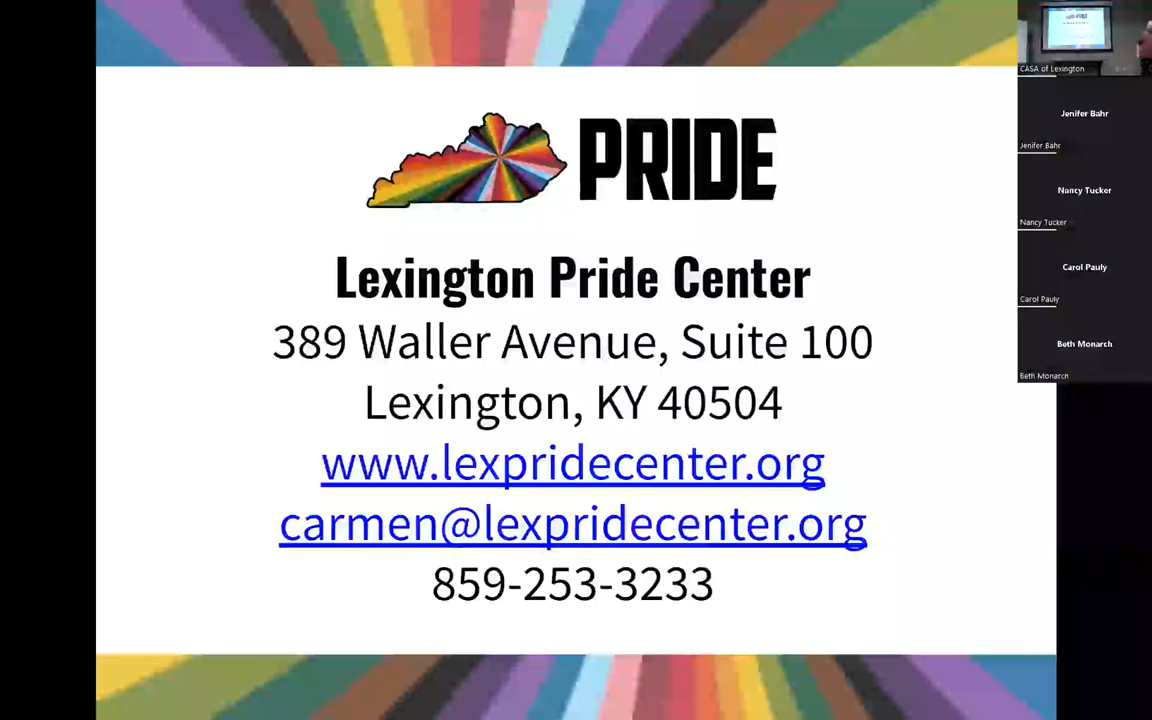 PRIDE
Lexington Pride Center
389 Waller Avenue, Suite 100
Lexington, KY 40504
www.lexpridecenter.org
carmen@lexpridecenter.org
859-253-3233
CASA of Lexington
Jenifer Bahr
Jenifer Bahr
Nancy Tucker
Nancy Tucker
Carol Pauly
Carol Pauly
Beth Monarch
Beth Monarch